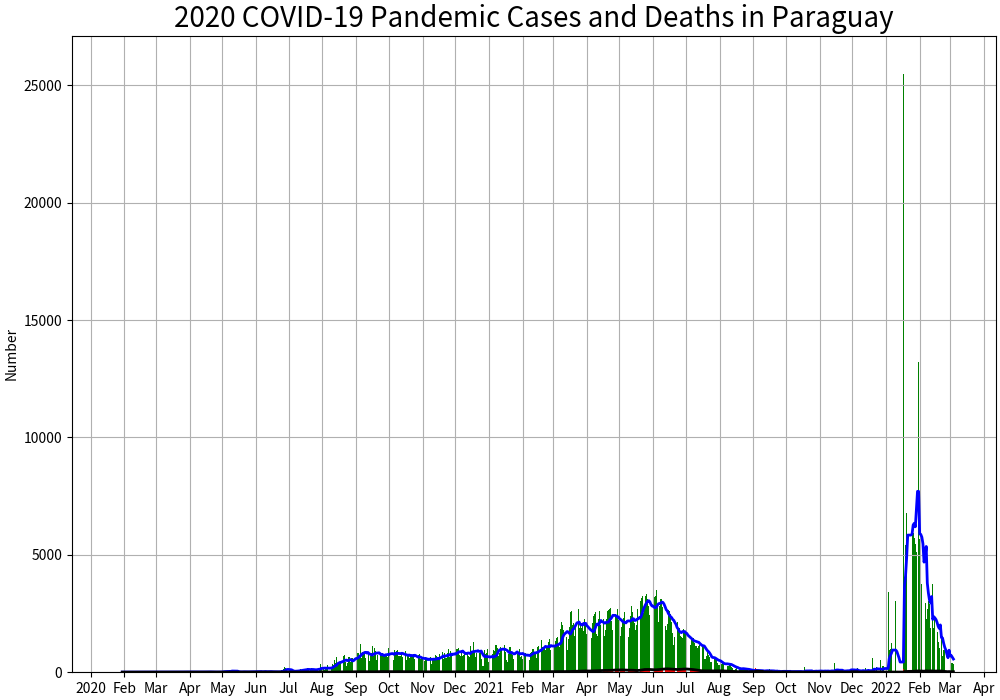 2020 COVID-19 Pandemic Cases and Deaths in Paraguay
Number
25000
20000
15000
10000
5000
0
2020 Feb Mar Apr May Jun Jul Aug Sep Oct Nov Dec 2021 Feb Mar Apr May Jun Jul Aug Sep Oct Nov Dec 2022 Feb Mar Apr